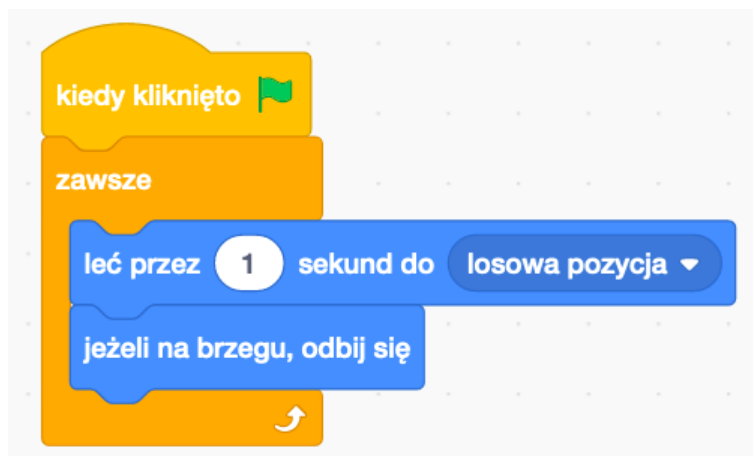 kiedy kliknięto
zawsze
leć przez 1 sekund do losowa pozycja
jeżeli na brzegu, odbij się